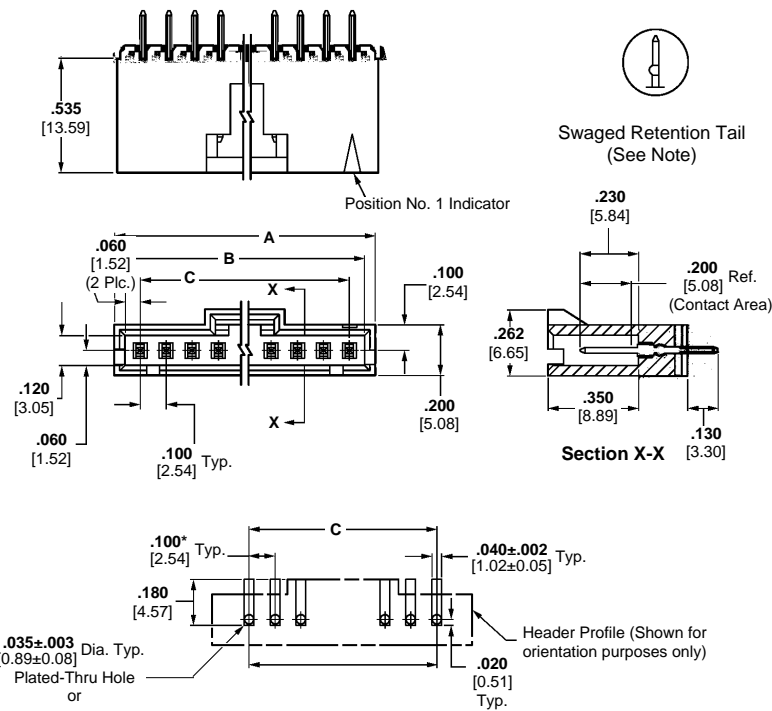 .535
[13.59]
Swaged Retention Tail
(See Note)
Position No. 1 Indicator
A
B
C
.060
[1.52]
(2 Plc.)
X
X
.100
[2.54]
.120
[3.05]
.060
[1.52]
.100
[2.54] Typ.
.200
[5.08]
.230
[5.84]
.200
[5.08] Ref.
(Contact Area)
.262
[6.65]
.350
[8.89]
.130
[3.30]
Section X-X
C
.100*
[2.54] Typ.
.040±.002
[1.02±0.05] Typ.
.180
[4.57]
.035±.003
[0.89±0.08] Dia. Typ.
Plated-Thru Hole
or
.020
[0.51]
Typ.
Header Profile (Shown for
orientation purposes only)